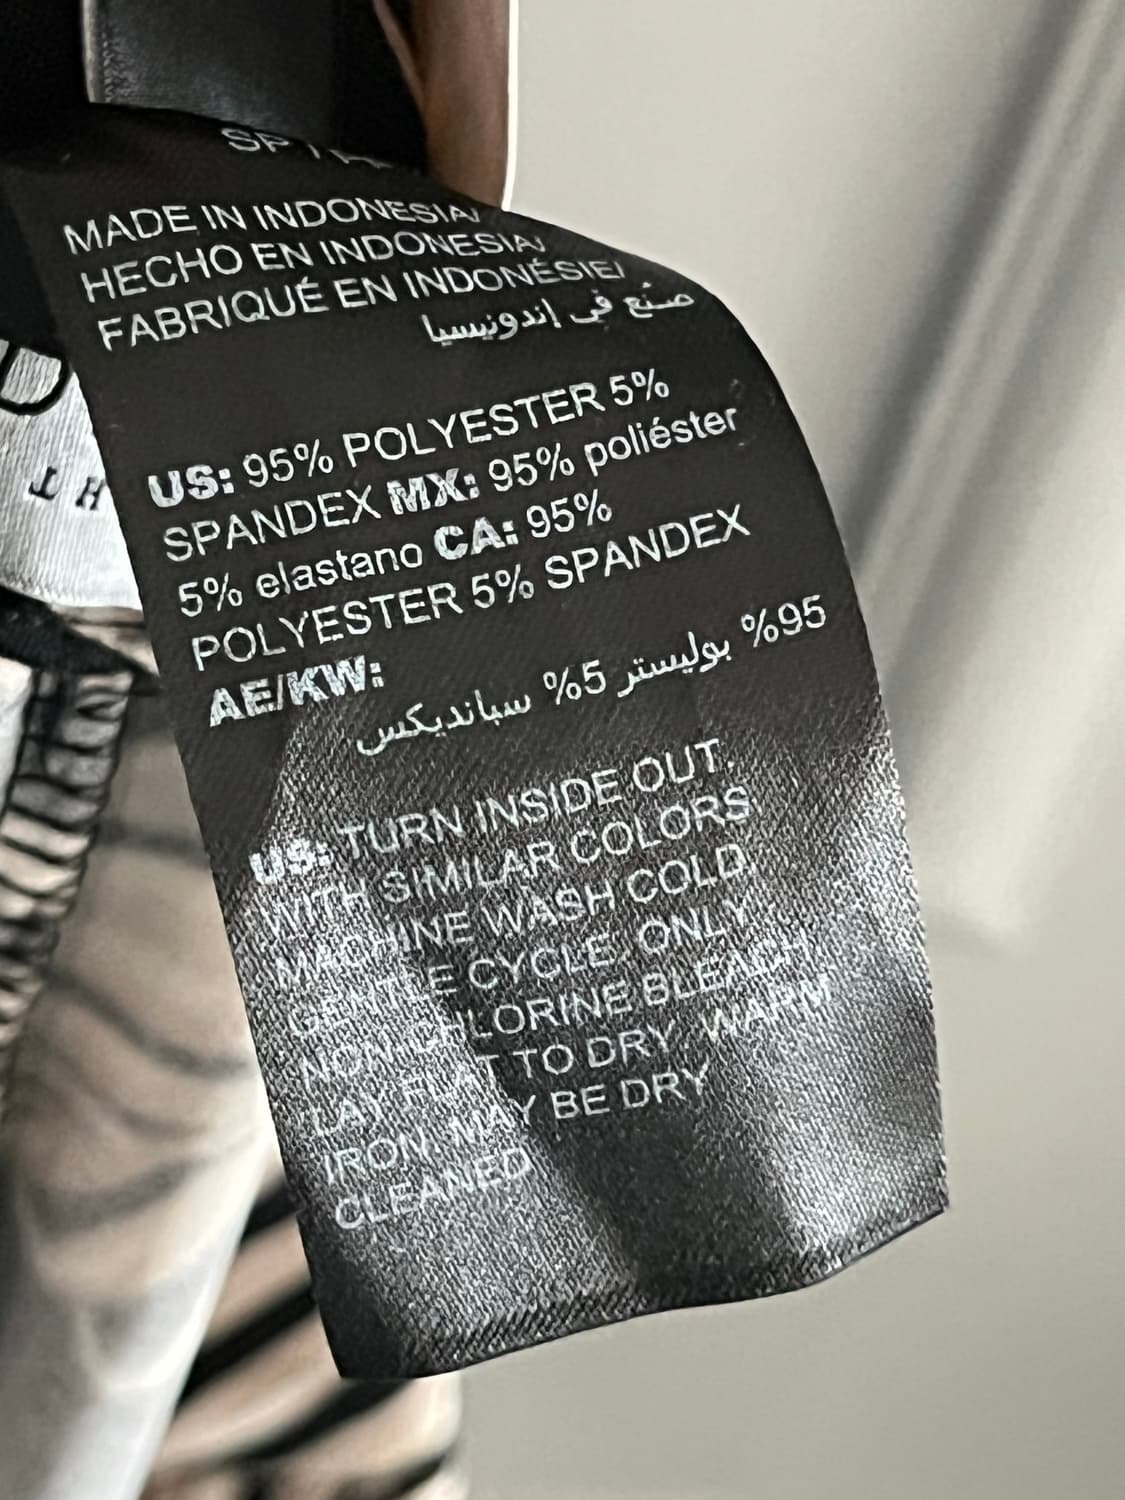 MADE IN INDONESIA/
HECHO EN INDONESIA/
FABRIQUÉ EN INDONÉSIE/
صنع في إندونيسيا
US: 95% POLYESTER 5%
SPANDEX MX: 95% poliéster
5% elastano CA: 95%
POLYESTER 5% SPANDEX
AE/KW:
95% بوليستر 5% سبانديكس
US: TURN INSIDE OUT.
WITH SIMILAR COLORS.
MACHINE WASH COLD.
GENTLE CYCLE. ONLY
NON-CHLORINE BLEACH.
LAY FLAT TO DRY. WARM
IRON. MAY BE DRY
CLEANED